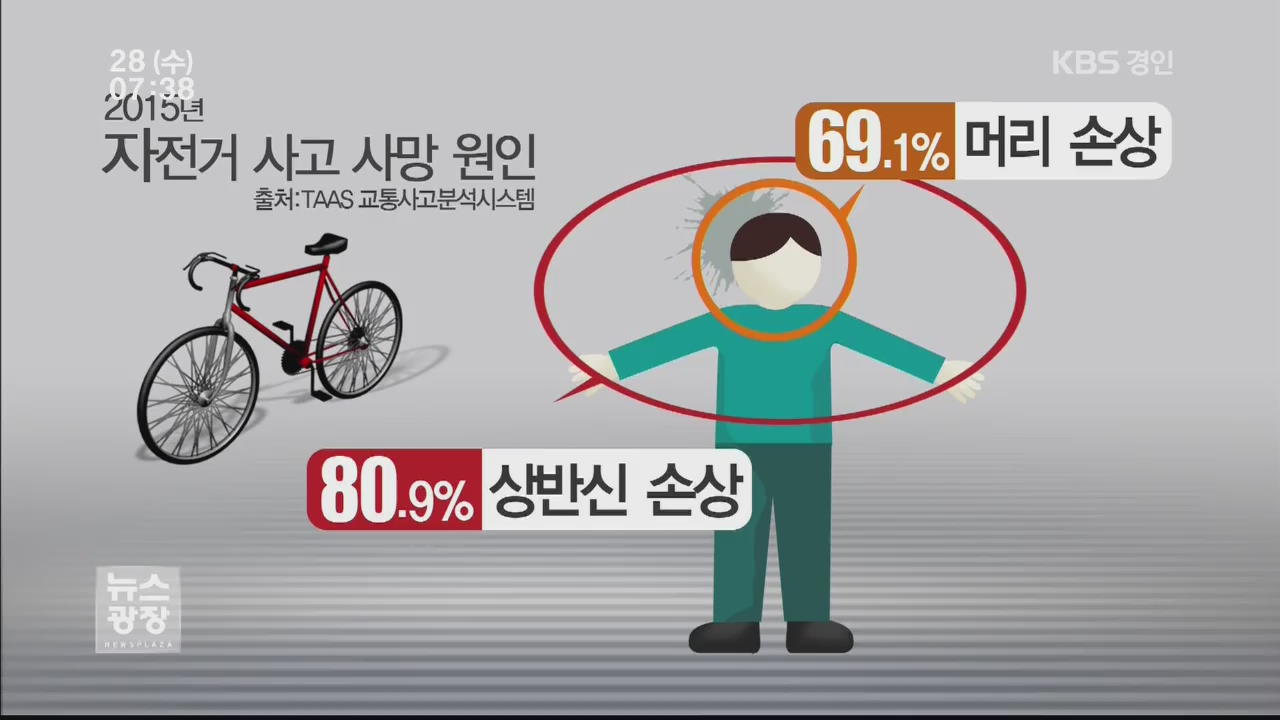 28 (수)
07:38
KBS 경인
2015년
자전거 사고 사망 원인
출처:TAAS 교통사고분석시스템
69.1% 머리 손상
80.9% 상반신 손상
뉴스
광장
NEWSPLAZA